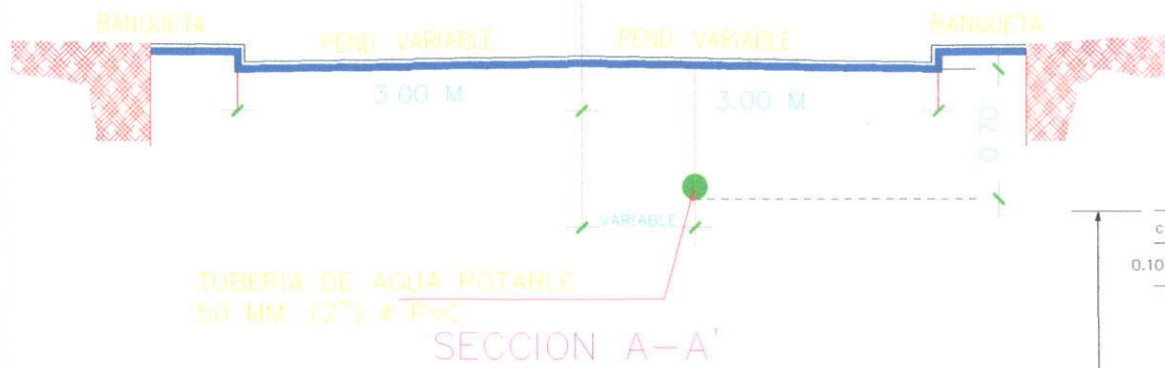 BANQUETA
PEND. VARIABLE
PEND. VARIABLE
BANQUETA
3.00 M
3.00 M
0.70
VARIABLE
TUBERIA DE AGUA POTABLE
50 MM. (2") ø PVC
SECCION A-A'
0.10